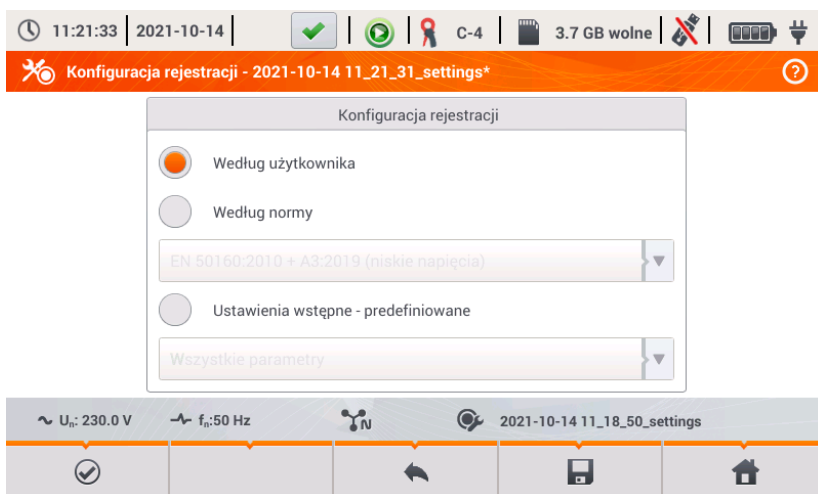 11:21:33 2021-10-14 C-4 3.7 GB wolne
Konfiguracja rejestracji - 2021-10-14 11_21_31_settings*
Konfiguracja rejestracji
Według użytkownika
Według normy
EN 50160:2010 + A3:2019 (niskie napięcia)
Ustawienia wstępne - predefiniowane
Wszystkie parametry
Un: 230.0 V fn:50 Hz N 2021-10-14 11_18_50_settings